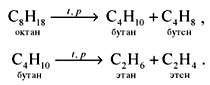 C₈H₁₈ →(t, p) C₄H₁₀ + C₄H₈ ,
октан бутан бутен
C₄H₁₀ →(t, p) C₂H₆ + C₂H₄ .
бутан этан этен